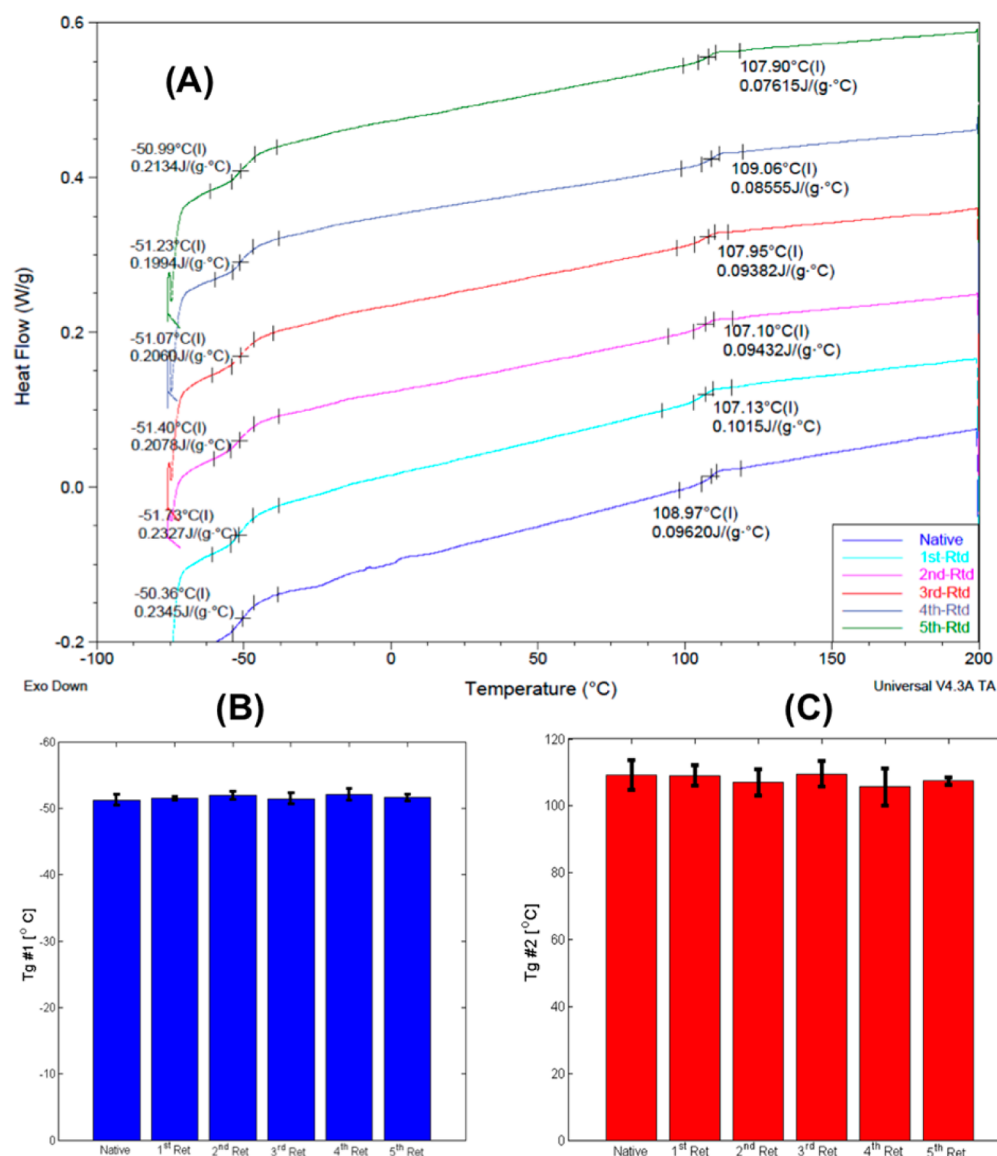 (A)
0.6
0.4
0.2
0.0
-0.2
Heat Flow (W/g)
107.90°C(I)
0.07615J/(g·°C)
-50.99°C(I)
0.2134J/(g·°C)
109.06°C(I)
0.08555J/(g·°C)
-51.23°C(I)
0.1994J/(g·°C)
107.95°C(I)
0.09382J/(g·°C)
-51.07°C(I)
0.2060J/(g·°C)
107.10°C(I)
0.09432J/(g·°C)
-51.40°C(I)
0.2078J/(g·°C)
107.13°C(I)
0.1015J/(g·°C)
-51.73°C(I)
0.2327J/(g·°C)
108.97°C(I)
0.09620J/(g·°C)
-50.36°C(I)
0.2345J/(g·°C)
Native
1st-Rtd
2nd-Rtd
3rd-Rtd
4th-Rtd
5th-Rtd
-100 -50 0 50 100 150 200
Exo Down
Temperature (°C)
Universal V4.3A TA
(B)
-60
-50
-40
-30
-20
-10
0
Tg #1 [° C]
Native 1st Ret 2nd Ret 3rd Ret 4th Ret 5th Ret
(C)
120
100
80
60
40
20
0
Tg #2 [°C]
Native 1st Ret 2nd Ret 3rd Ret 4th Ret 5th Ret